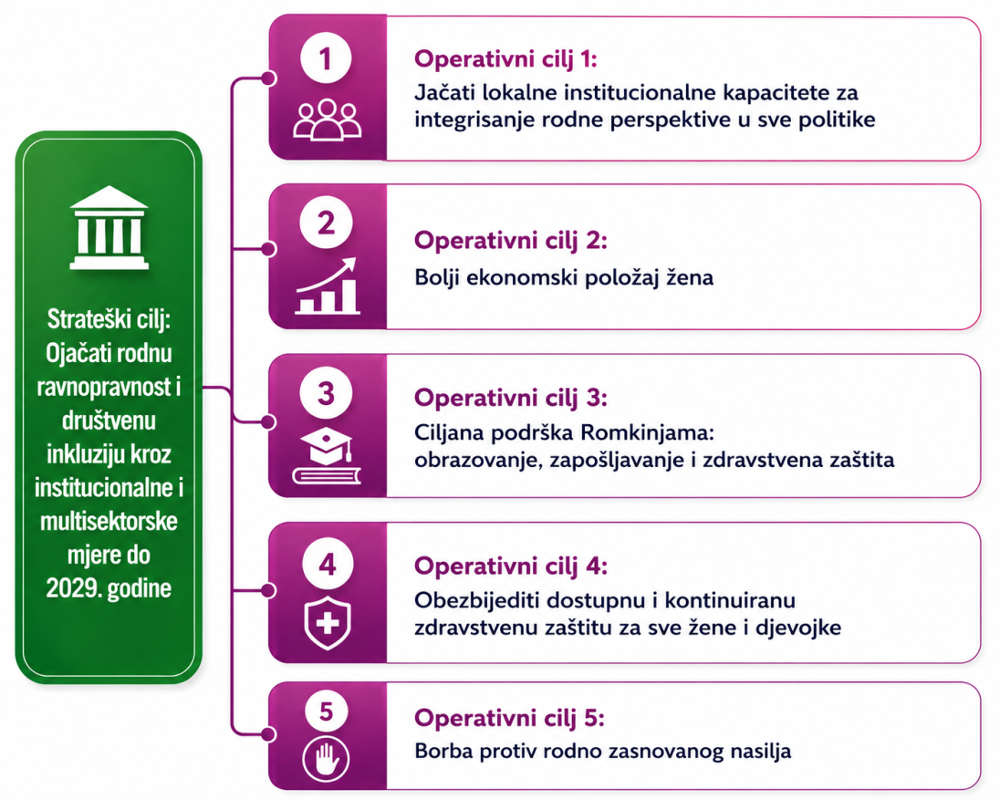 Strateški cilj:
Ojačati rodnu
ravnopravnost i
društvenu
inkluziju kroz
institucionalne i
multisektorske
mjere do
2029. godine
1
Operativni cilj 1:
Jačati lokalne institucionalne kapacitete za
integrisanje rodne perspektive u sve politike
2
Operativni cilj 2:
Bolji ekonomski položaj žena
3
Operativni cilj 3:
Ciljana podrška Romkinjama:
obrazovanje, zapošljavanje i zdravstvena zaštita
4
Operativni cilj 4:
Obezbijediti dostupnu i kontinuiranu
zdravstvenu zaštitu za sve žene i djevojke
5
Operativni cilj 5:
Borba protiv rodno zasnovanog nasilja